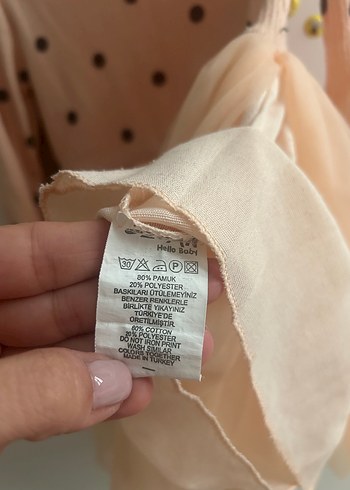 Hello Baby
30 P
80% PAMUK
20% POLYESTER
BASKILARI ÜTÜLEMEYİNİZ
BENZER RENKLERLE
BİRLİKTE YIKAYINIZ
TÜRKİYE'DE
ÜRETİLMİŞTİR.
80% COTTON
20% POLYESTER
DO NOT IRON PRINT
WASH SIMILAR
COLORS TOGETHER
MADE IN TURKEY